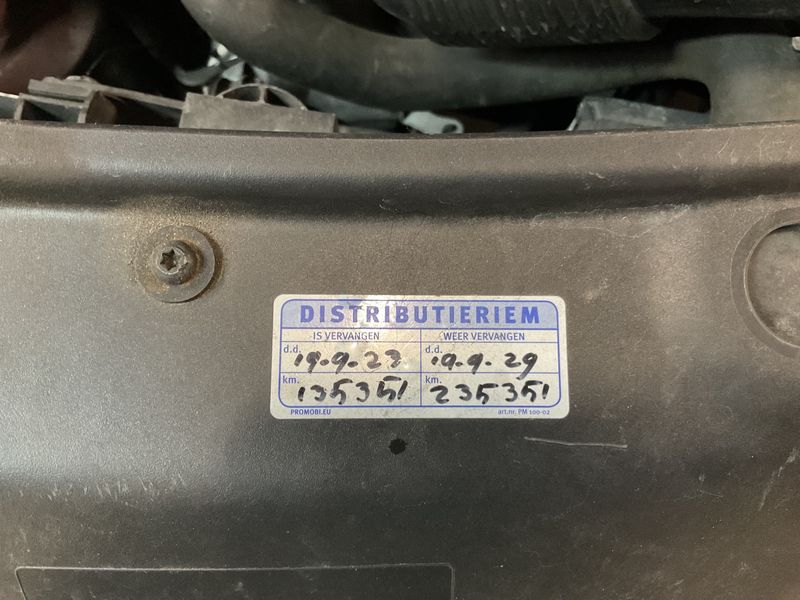 DISTRIBUTIERIEM
IS VERVANGEN WEER VERVANGEN
d.d. 19-9-23 d.d. 19-9-29
km. 135351 km. 235351
PROMOBI.EU art.nr. PM 100-02